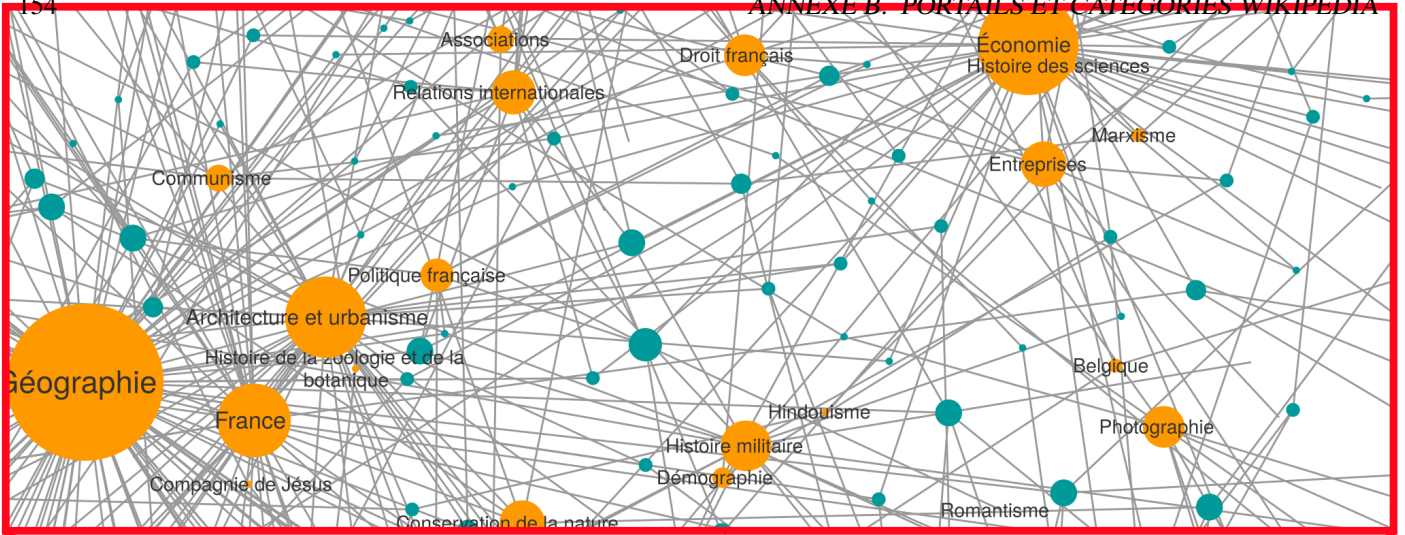 154
ANNEXE B. PORTAILS ET CATÉGORIES WIKIPÉDIA
Associations
Droit français
Économie
Histoire des sciences
Relations internationales
Marxisme
Entreprises
Communisme
Politique française
Architecture et urbanisme
Histoire de la zoologie et de la
botanique
Géographie
Belgique
France
Hindouisme
Photographie
Histoire militaire
Démographie
Compagnie de Jésus
Romantisme
Conservation de la nature